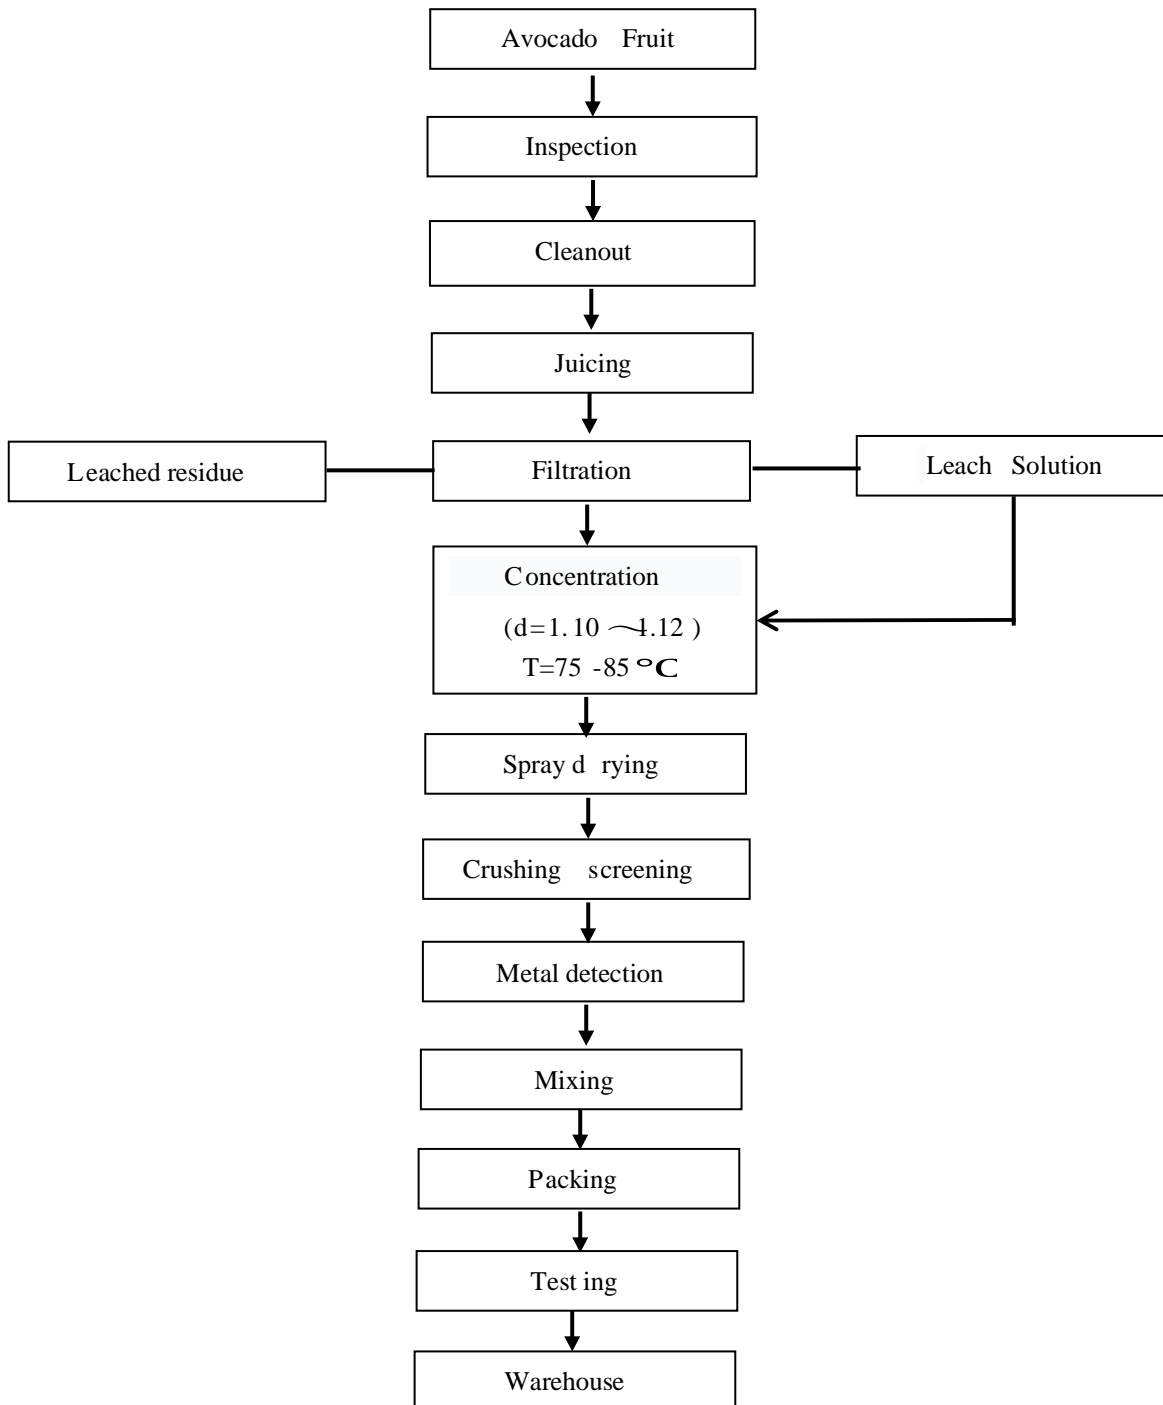 Avocado Fruit
Inspection
Cleanout
Juicing
Leached residue
Filtration
Leach Solution
Concentration
(d=1.10～1.12 )
T=75 -85 °C
Spray d rying
Crushing screening
Metal detection
Mixing
Packing
Test ing
Warehouse